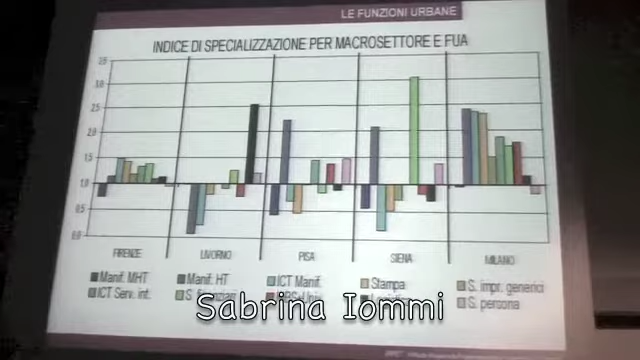 LE FUNZIONI URBANE
INDICE DI SPECIALIZZAZIONE PER MACROSETTORE E FUA
3.5
3.0
2.5
2.0
1.5
1.0
0.5
0.0
FIRENZE LIVORNO PISA SIENA MILANO
Manif. MHT Manif. HT ICT Manif. Stampa S. impr. generici
ICT Serv. int. S. S. persona
Sabrina Iommi